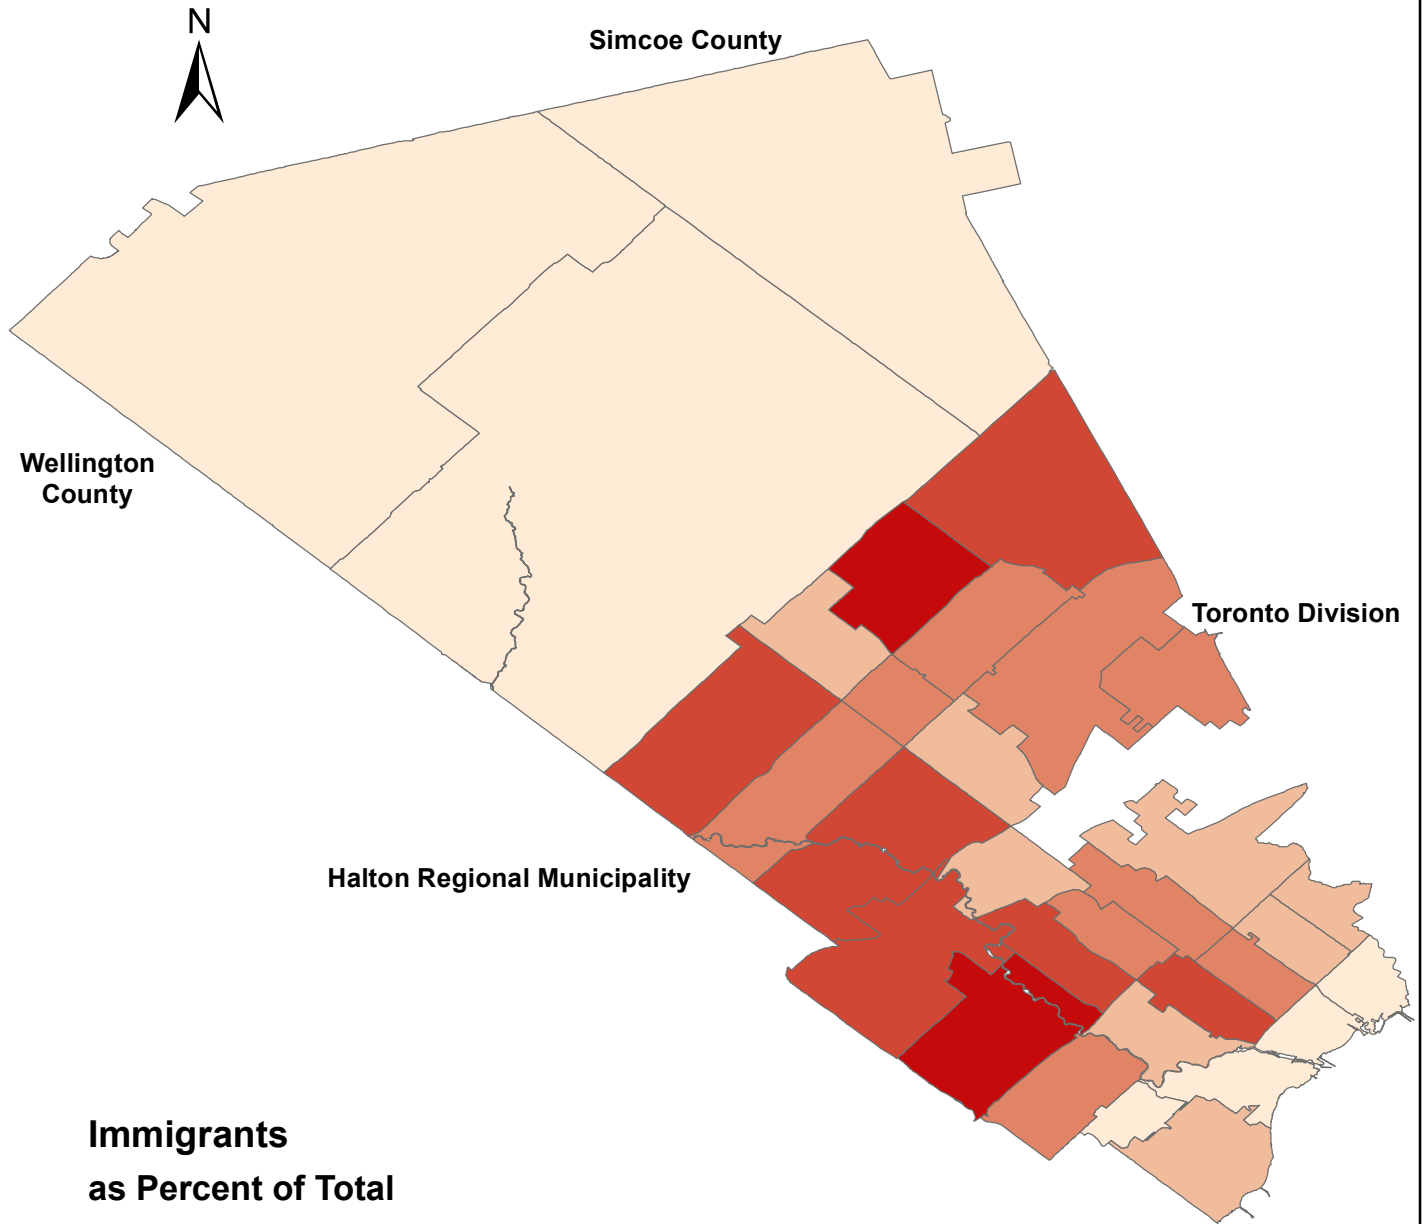 N
Simcoe County
Wellington
County
Toronto Division
Halton Regional Municipality
Immigrants
as Percent of Total